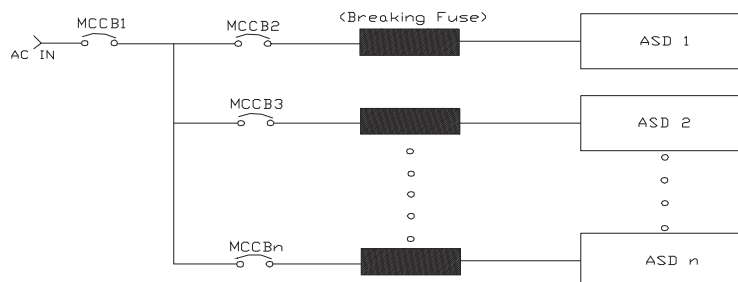 MCCB1
MCCB2
(Breaking Fuse)
AC IN
ASD 1
MCCB3
ASD 2
MCCBn
ASD n